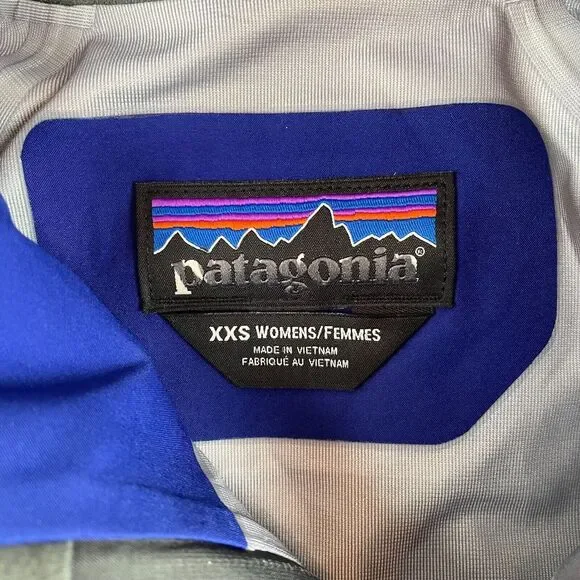 patagonia®
XXS WOMENS/FEMMES
MADE IN VIETNAM
FABRIQUÉ AU VIETNAM